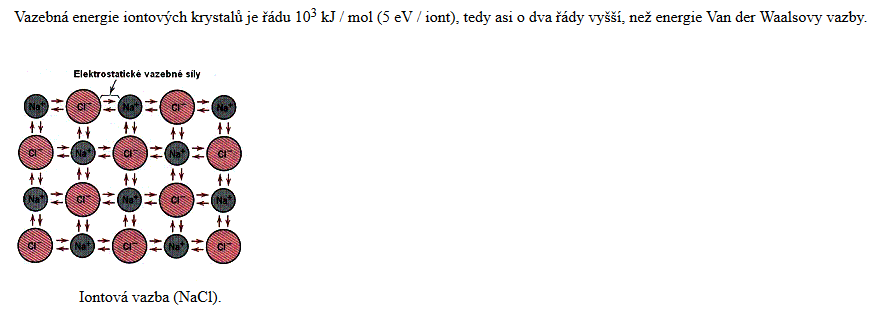 Vazebná energie iontových krystalů je řádu 10³ kJ / mol (5 eV / iont), tedy asi o dva řády vyšší, než energie Van der Waalsovy vazby.
Elektrostatické vazebné síly
Na⁺ Cl⁻ Na⁺ Cl⁻ Na⁺
Cl⁻ Na⁺ Cl⁻ Na⁺ Cl⁻
Na⁺ Cl⁻ Na⁺ Cl⁻ Na⁺
Cl⁻ Na⁺ Cl⁻ Na⁺ Cl⁻
Iontová vazba (NaCl).